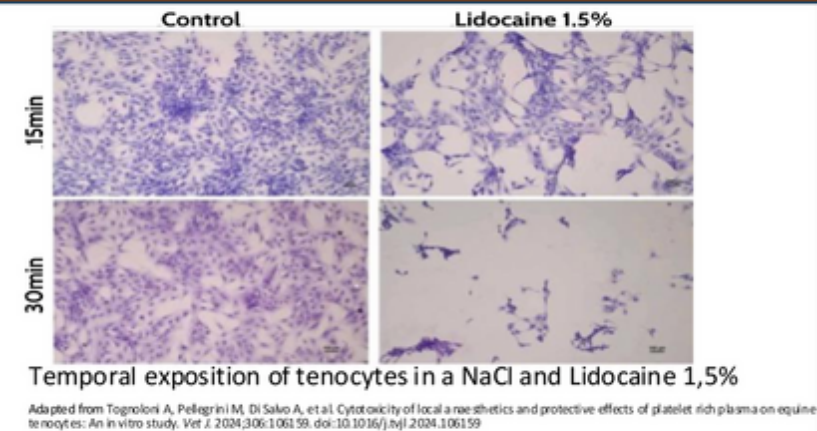 Control Lidocaine 1.5%
15min
30min
Temporal exposition of tenocytes in a NaCl and Lidocaine 1,5%
Adapted from Tognoloni A, Pellegrini M, Di Salvo A, et al. Cytotoxicity of local anaesthetics and protective effects of platelet rich plasma on equine
tenocytes: An in vitro study. Vet J. 2024;306:106159. doi:10.1016/j.tvjl.2024.106159